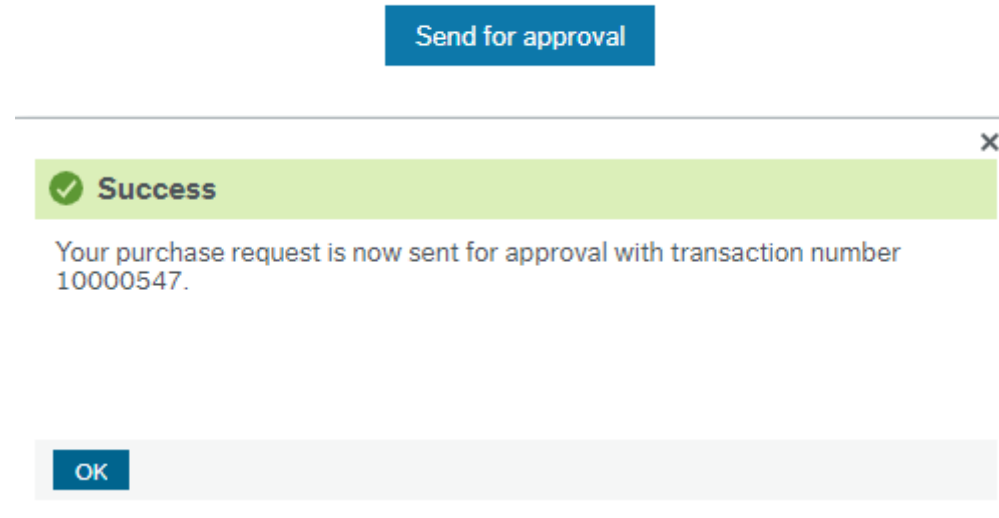 Send for approval
Success
Your purchase request is now sent for approval with transaction number
10000547.
OK